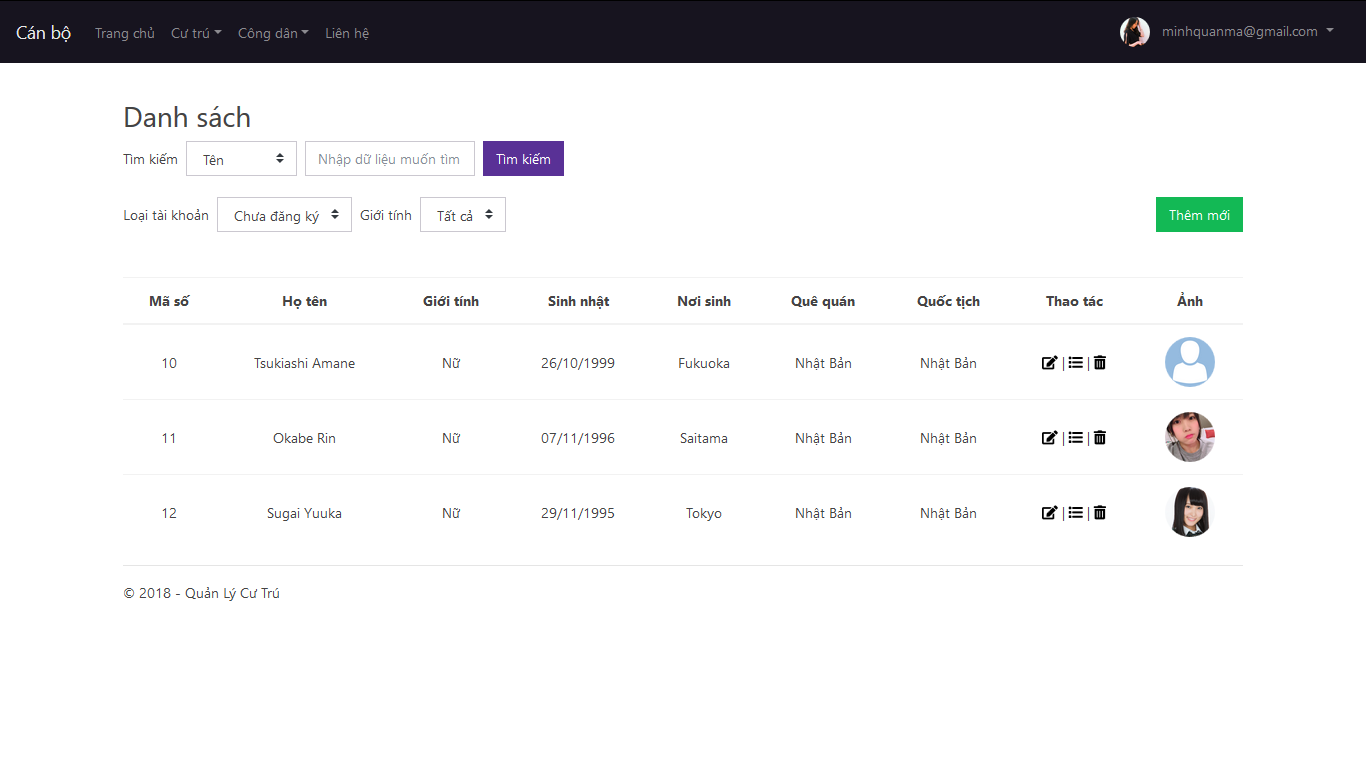 Cán bộ Trang chủ Cư trú Công dân Liên hệ minhquanma@gmail.com
Danh sách
Tìm kiếm Tên Nhập dữ liệu muốn tìm Tìm kiếm
Loại tài khoản Chưa đăng ký Giới tính Tất cả Thêm mới
Mã số Họ tên Giới tính Sinh nhật Nơi sinh Quê quán Quốc tịch Thao tác Ảnh
10 Tsukiashi Amane Nữ 26/10/1999 Fukuoka Nhật Bản Nhật Bản | |
11 Okabe Rin Nữ 07/11/1996 Saitama Nhật Bản Nhật Bản | |
12 Sugai Yuuka Nữ 29/11/1995 Tokyo Nhật Bản Nhật Bản | |
© 2018 - Quản Lý Cư Trú